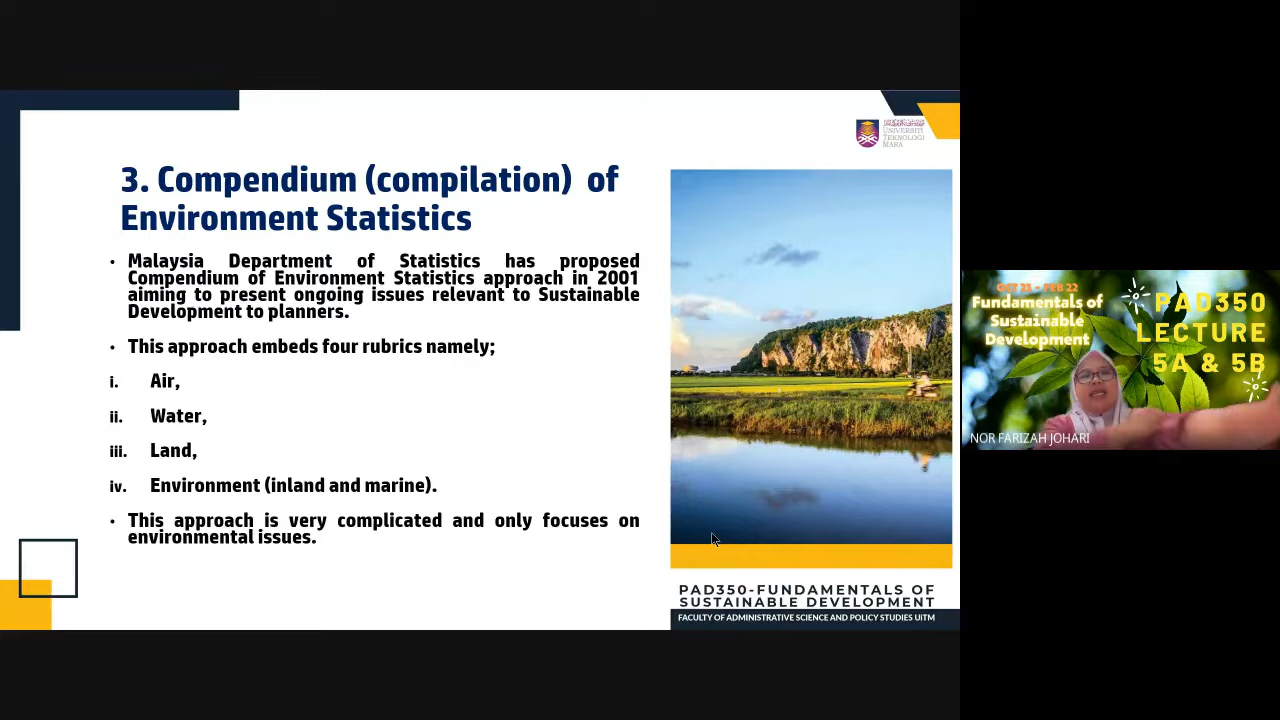 UNIVERSITI
TEKNOLOGI
MARA
3. Compendium (compilation) of
Environment Statistics
• Malaysia Department of Statistics has proposed
Compendium of Environment Statistics approach in 2001
aiming to present ongoing issues relevant to Sustainable
Development to planners.
• This approach embeds four rubrics namely;
i. Air,
ii. Water,
iii. Land,
iv. Environment (inland and marine).
• This approach is very complicated and only focuses on
environmental issues.
PAD350-FUNDAMENTALS OF
SUSTAINABLE DEVELOPMENT
FACULTY OF ADMINISTRATIVE SCIENCE AND POLICY STUDIES UITM
Fundamentals of
Sustainable
Development
PAD350
LECTURE
5A & 5B
NOR FARIZAH JOHARI